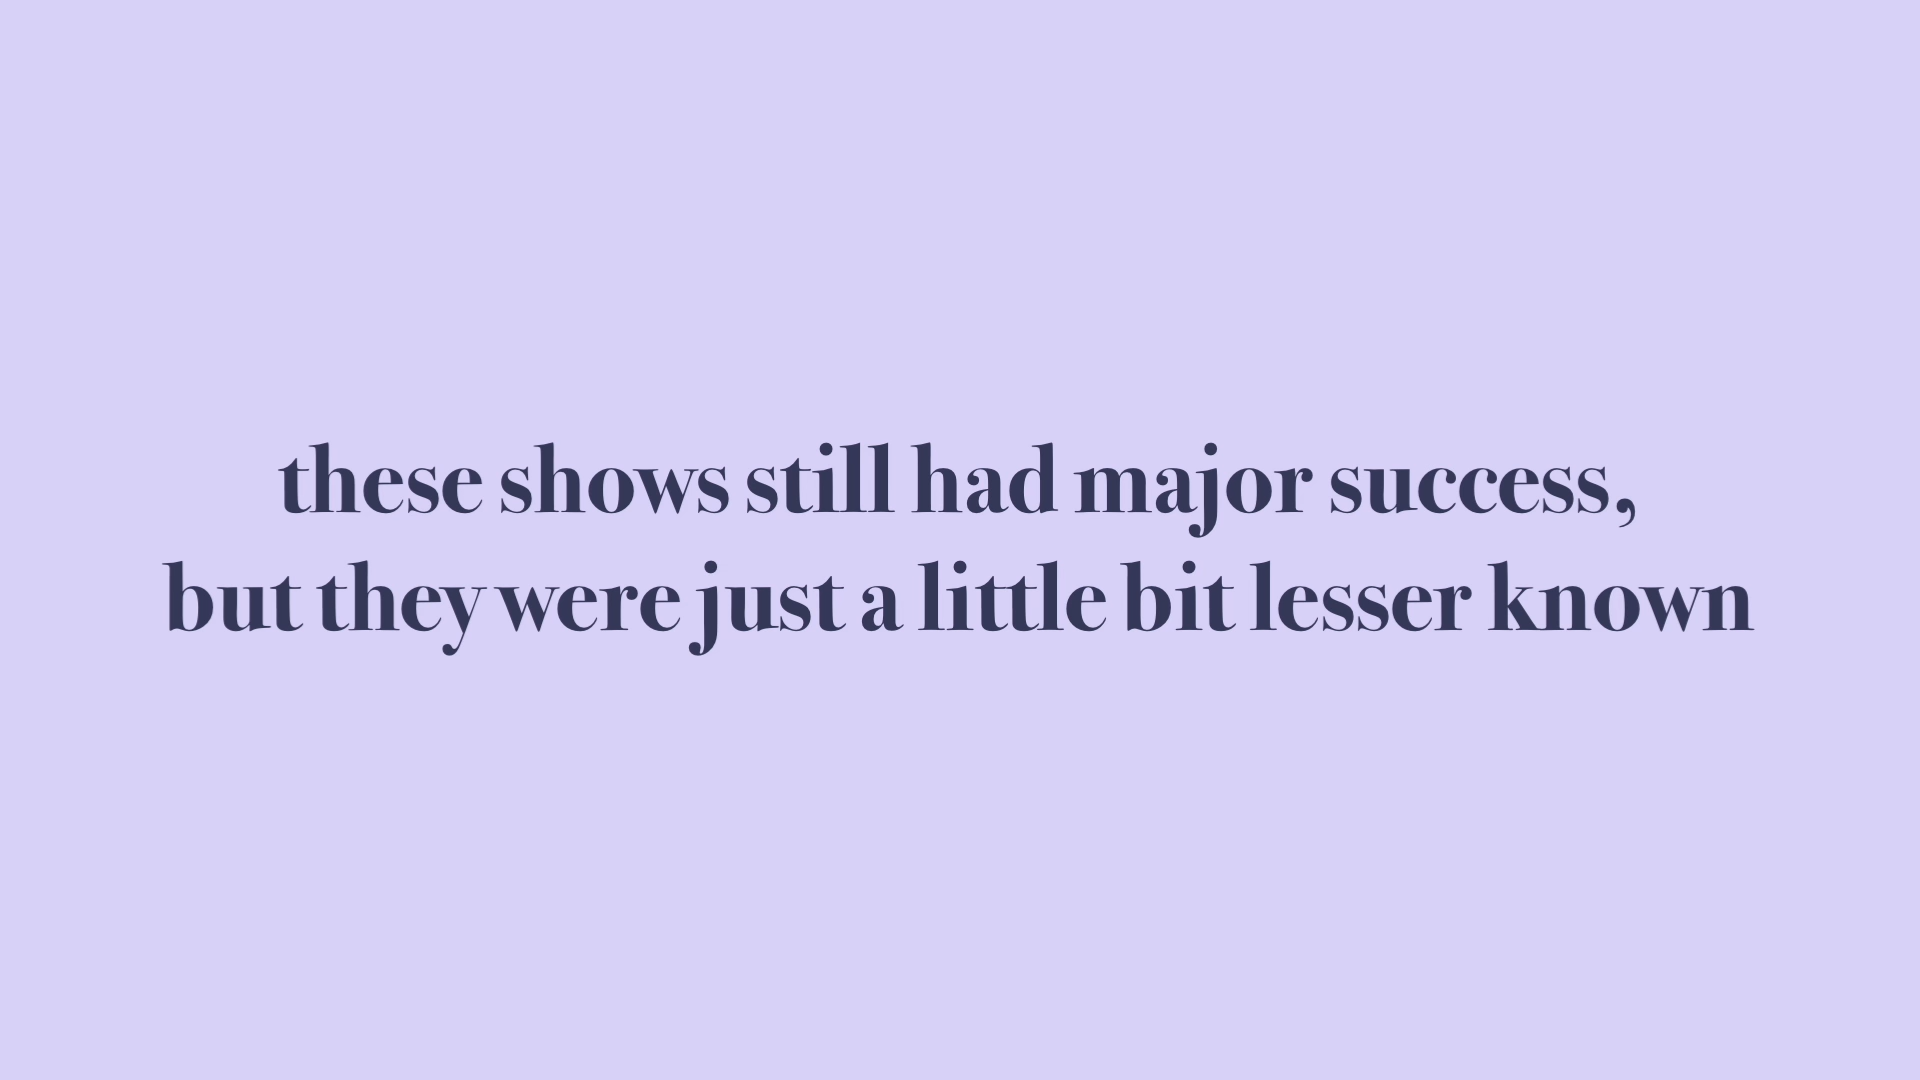 these shows still had major success,
but they were just a little bit lesser known